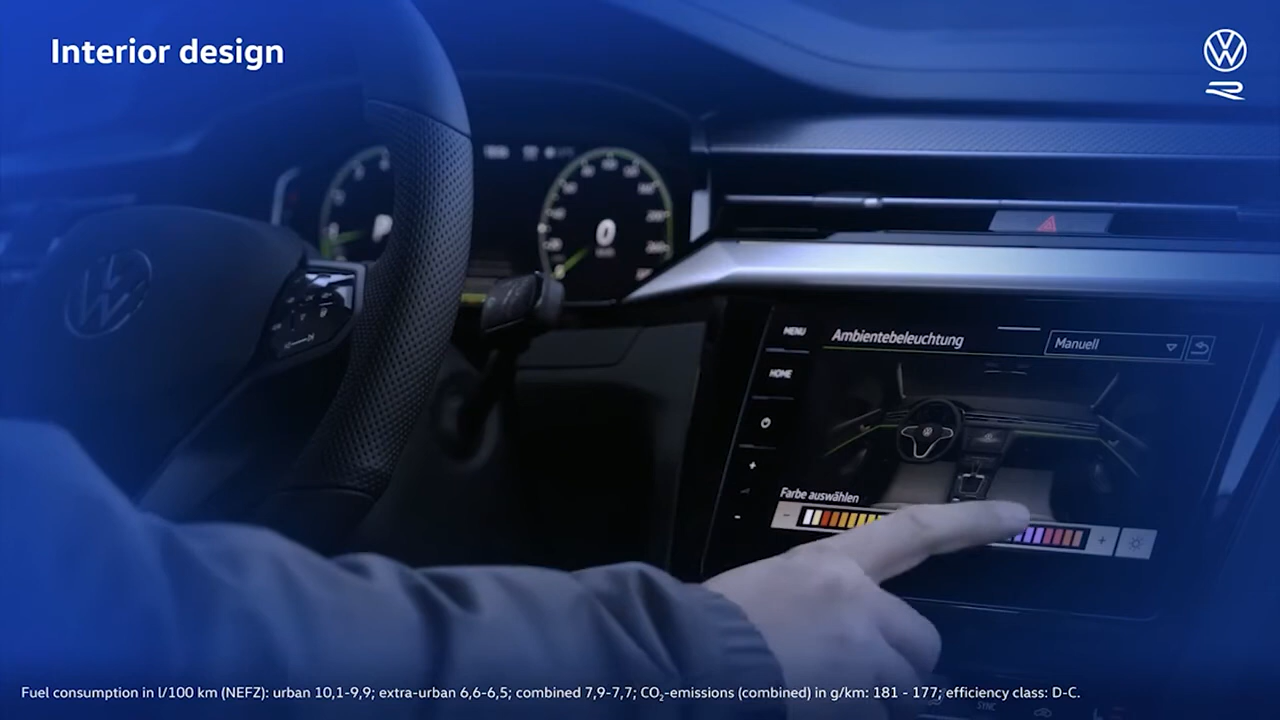 Interior design
MENU
Ambientebeleuchtung
Manuell
HOME
P
0
Farbe auswählen
Fuel consumption in l/100 km (NEFZ): urban 10,1-9,9; extra-urban 6,6-6,5; combined 7,9-7,7; CO₂-emissions (combined) in g/km: 181 - 177; efficiency class: D-C.
SYNC